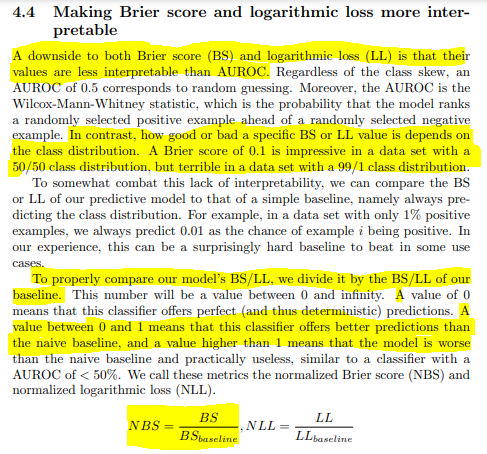 4.4 Making Brier score and logarithmic loss more inter-
pretable
A downside to both Brier score (BS) and logarithmic loss (LL) is that their
values are less interpretable than AUROC. Regardless of the class skew, an
AUROC of 0.5 corresponds to random guessing. Moreover, the AUROC is the
Wilcox-Mann-Whitney statistic, which is the probability that the model ranks
a randomly selected positive example ahead of a randomly selected negative
example. In contrast, how good or bad a specific BS or LL value is depends on
the class distribution. A Brier score of 0.1 is impressive in a data set with a
50/50 class distribution, but terrible in a data set with a 99/1 class distribution.
To somewhat combat this lack of interpretability, we can compare the BS
or LL of our predictive model to that of a simple baseline, namely always pre-
dicting the class distribution. For example, in a data set with only 1% positive
examples, we always predict 0.01 as the chance of example i being positive. In
our experience, this can be a surprisingly hard baseline to beat in some use
cases.
To properly compare our model's BS/LL, we divide it by the BS/LL of our
baseline. This number will be a value between 0 and infinity. A value of 0
means that this classifier offers perfect (and thus deterministic) predictions. A
value between 0 and 1 means that this classifier offers better predictions than
the naive baseline, and a value higher than 1 means that the model is worse
than the naive baseline and practically useless, similar to a classifier with a
AUROC of < 50%. We call these metrics the normalized Brier score (NBS) and
normalized logarithmic loss (NLL).
NBS = BS / BSbaseline, NLL = LL / LLbaseline